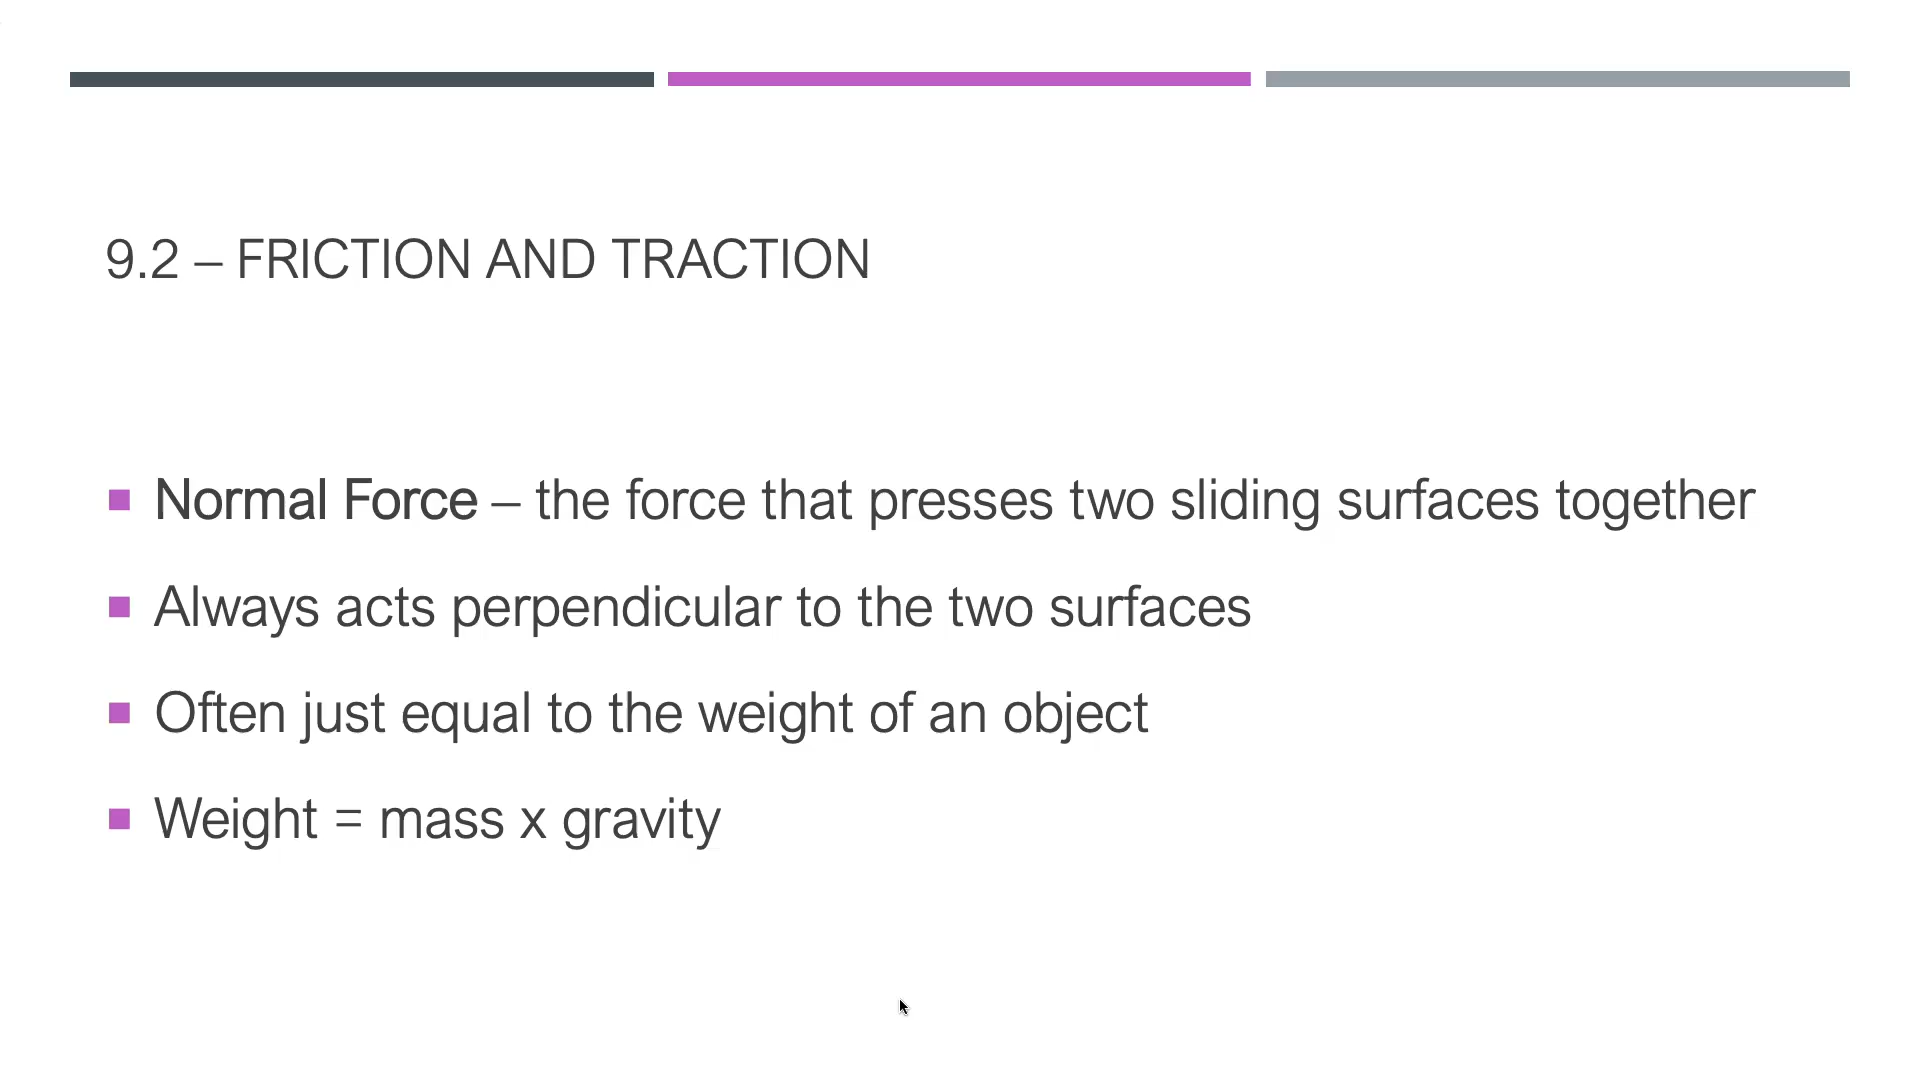 9.2 – FRICTION AND TRACTION
Normal Force – the force that presses two sliding surfaces together
Always acts perpendicular to the two surfaces
Often just equal to the weight of an object
Weight = mass x gravity